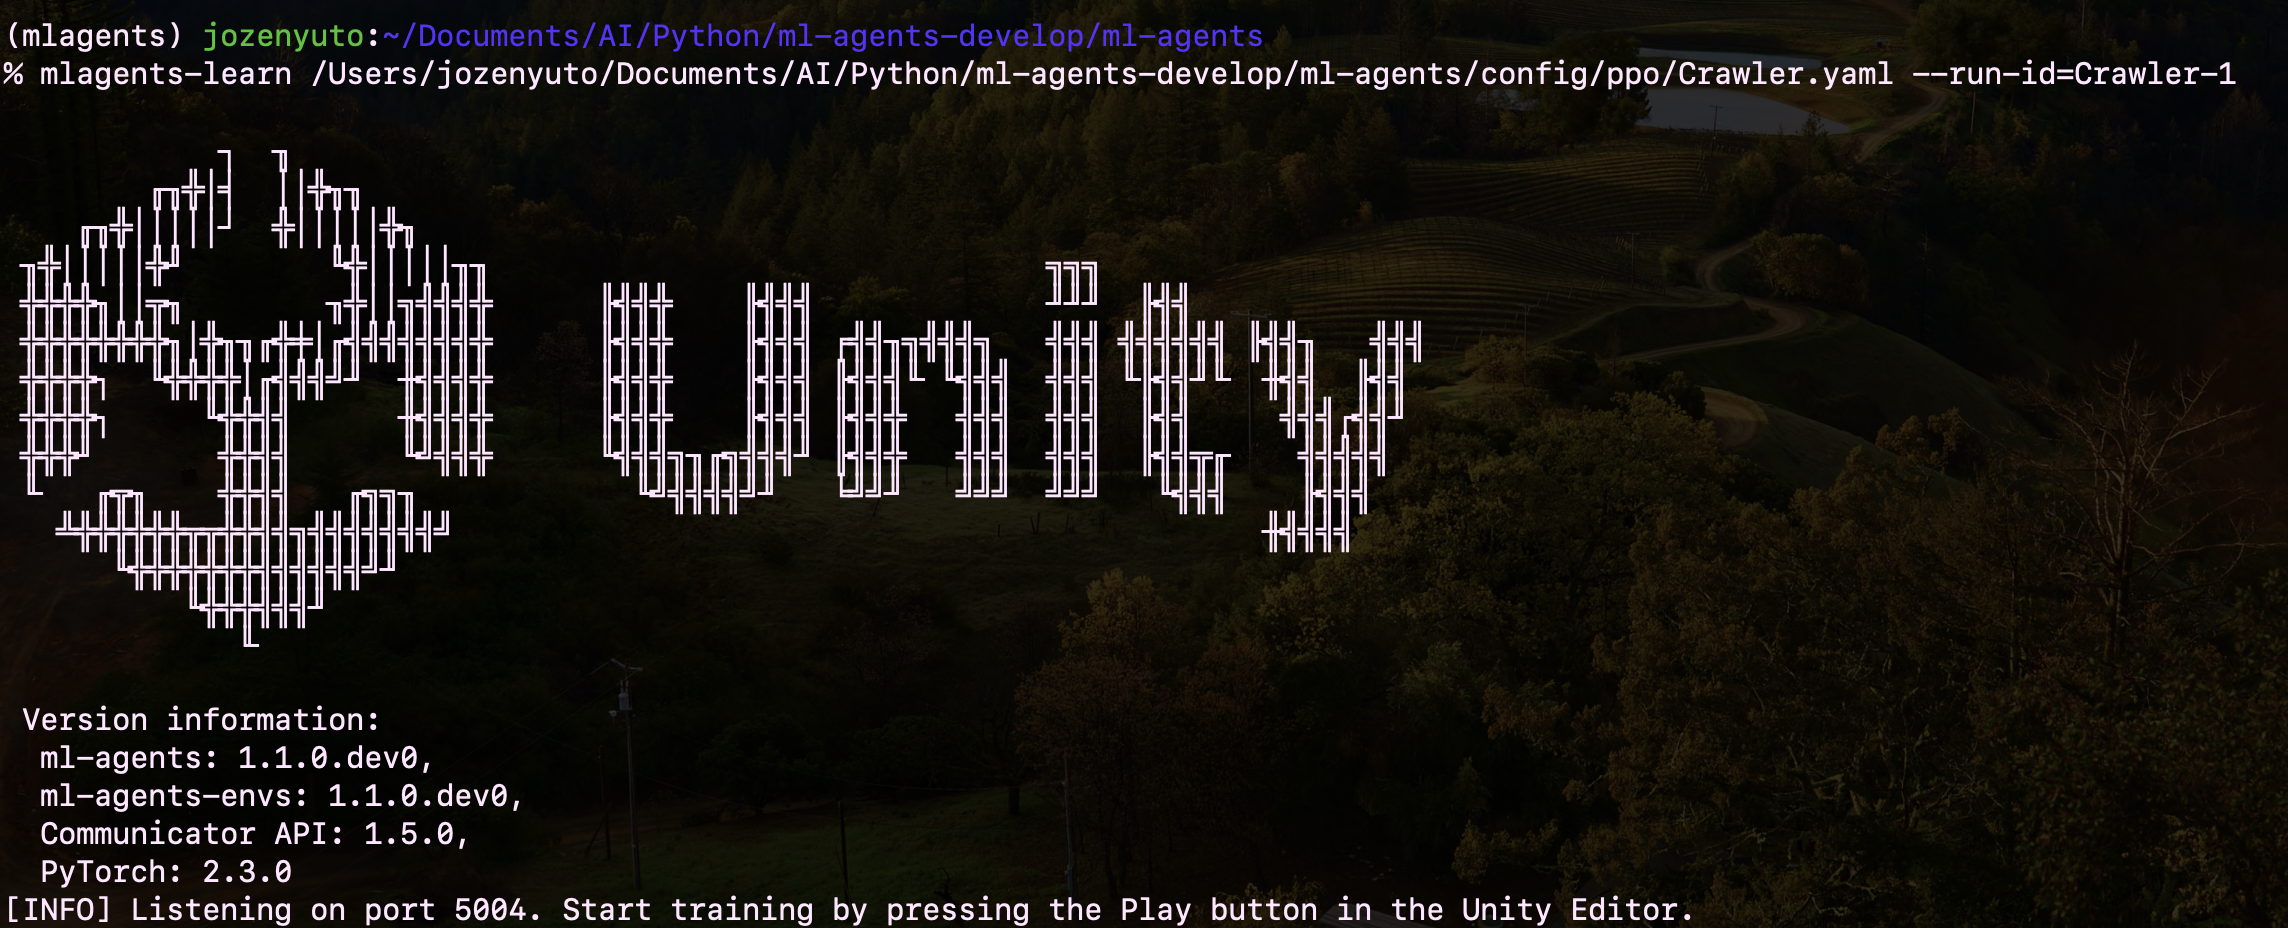 (mlagents) jozenyuto:~/Documents/AI/Python/ml-agents-develop/ml-agents
% mlagents-learn /Users/jozenyuto/Documents/AI/Python/ml-agents-develop/ml-agents/config/ppo/Crawler.yaml --run-id=Crawler-1
unity
Version information:
ml-agents: 1.1.0.dev0,
ml-agents-envs: 1.1.0.dev0,
Communicator API: 1.5.0,
PyTorch: 2.3.0
[INFO] Listening on port 5004. Start training by pressing the Play button in the Unity Editor.